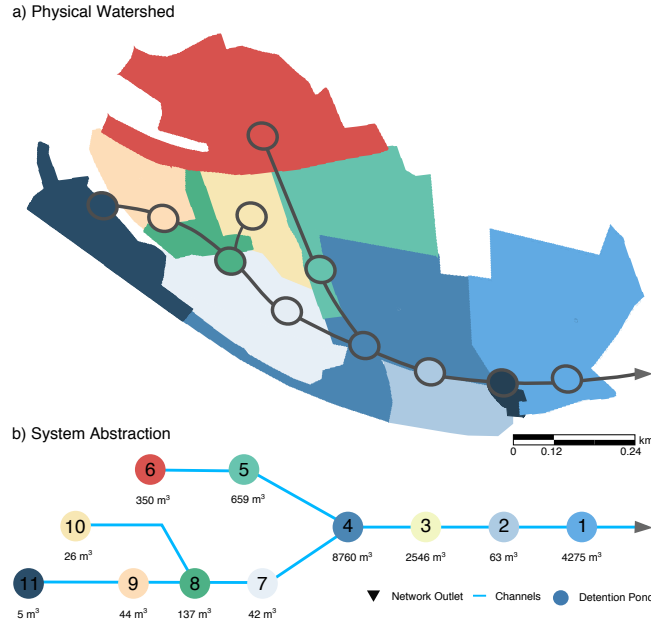 a) Physical Watershed
km
0 0.12 0.24
b) System Abstraction
6 5
350 m³ 659 m³
10 4 3 2 1
26 m³ 8760 m³ 2546 m³ 63 m³ 4275 m³
11 9 8 7
5 m³ 44 m³ 137 m³ 42 m³
Network Outlet Channels Detention Pond